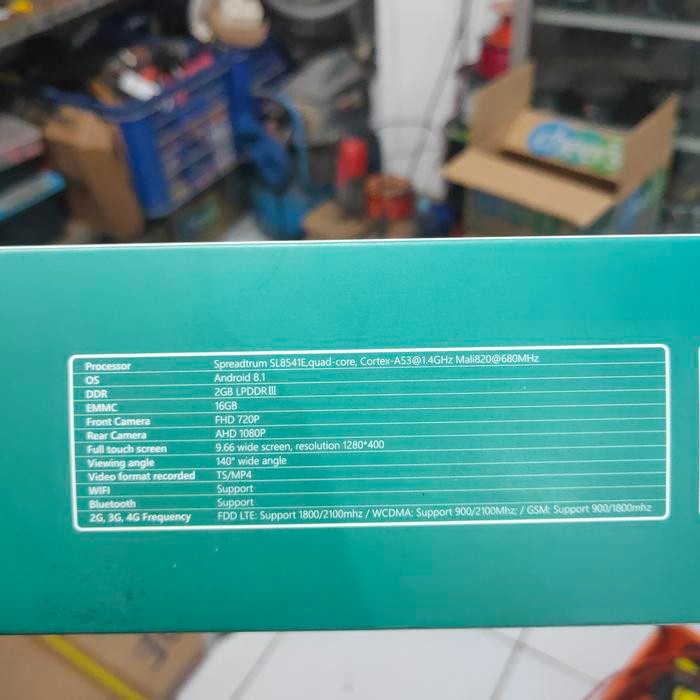 Processor Spreadtrum SL8541E,quad-core, Cortex-A53@1.4GHz Mali820@680MHz
OS Android 8.1
DDR 2GB LPDDRIII
EMMC 16GB
Front Camera FHD 720P
Rear Camera AHD 1080P
Full touch screen 9.66 wide screen, resolution 1280*400
Viewing angle 140° wide angle
Video format recorded TS/MP4
WIFI Support
Bluetooth Support
2G, 3G, 4G Frequency FDD LTE: Support 1800/2100mhz / WCDMA: Support 900/2100Mhz; / GSM: Support 900/1800mhz